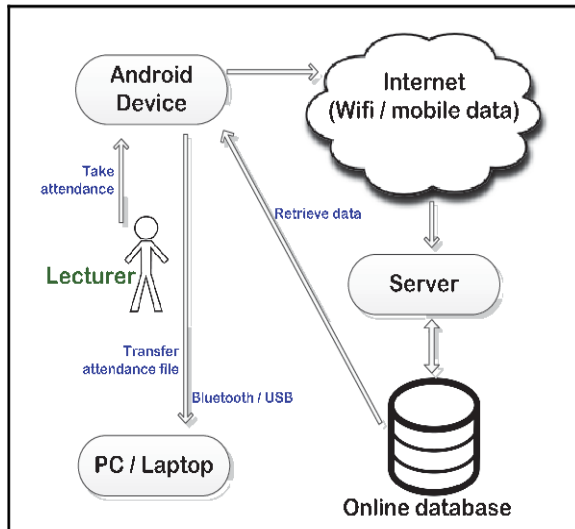 Android
Device
Internet
(Wifi / mobile data)
Take
attendance
Retrieve data
Lecturer
Server
Transfer
attendance file
Bluetooth / USB
PC / Laptop
Online database